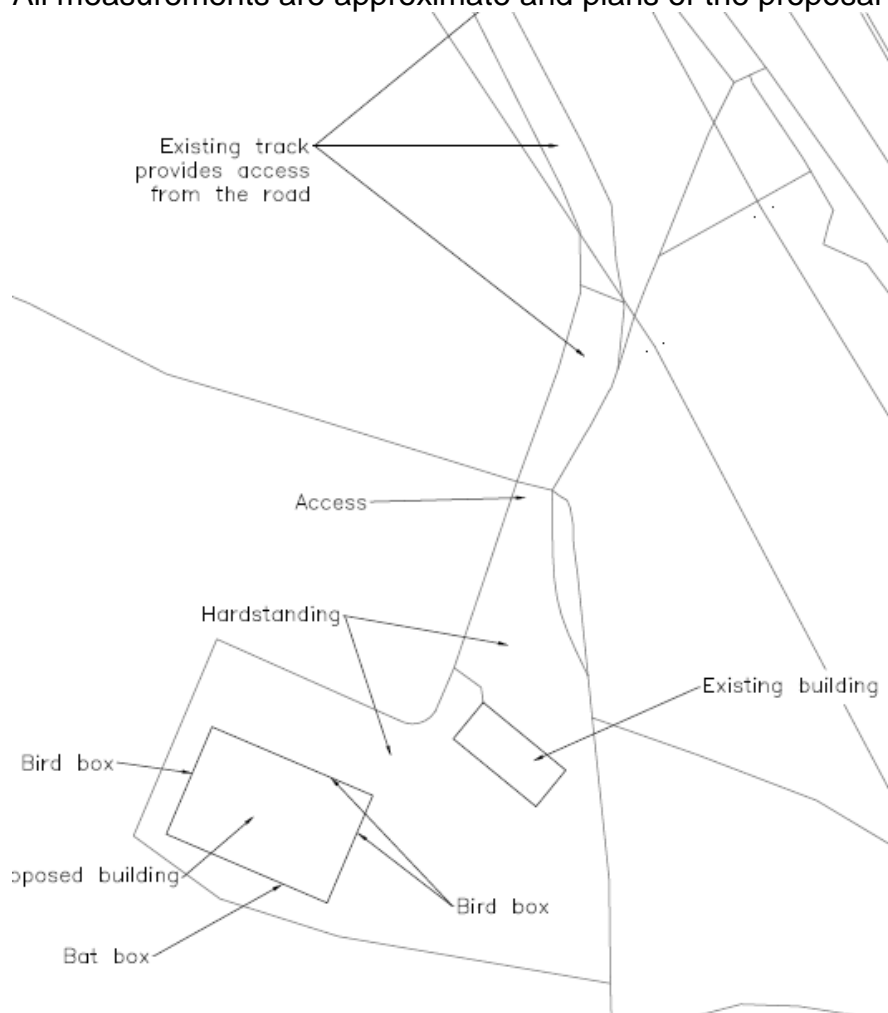 All measurements are approximate and plans of the proposal
Existing track
provides access
from the road
Access
Hardstanding
Existing building
Bird box
oposed building
Bird box
Bat box